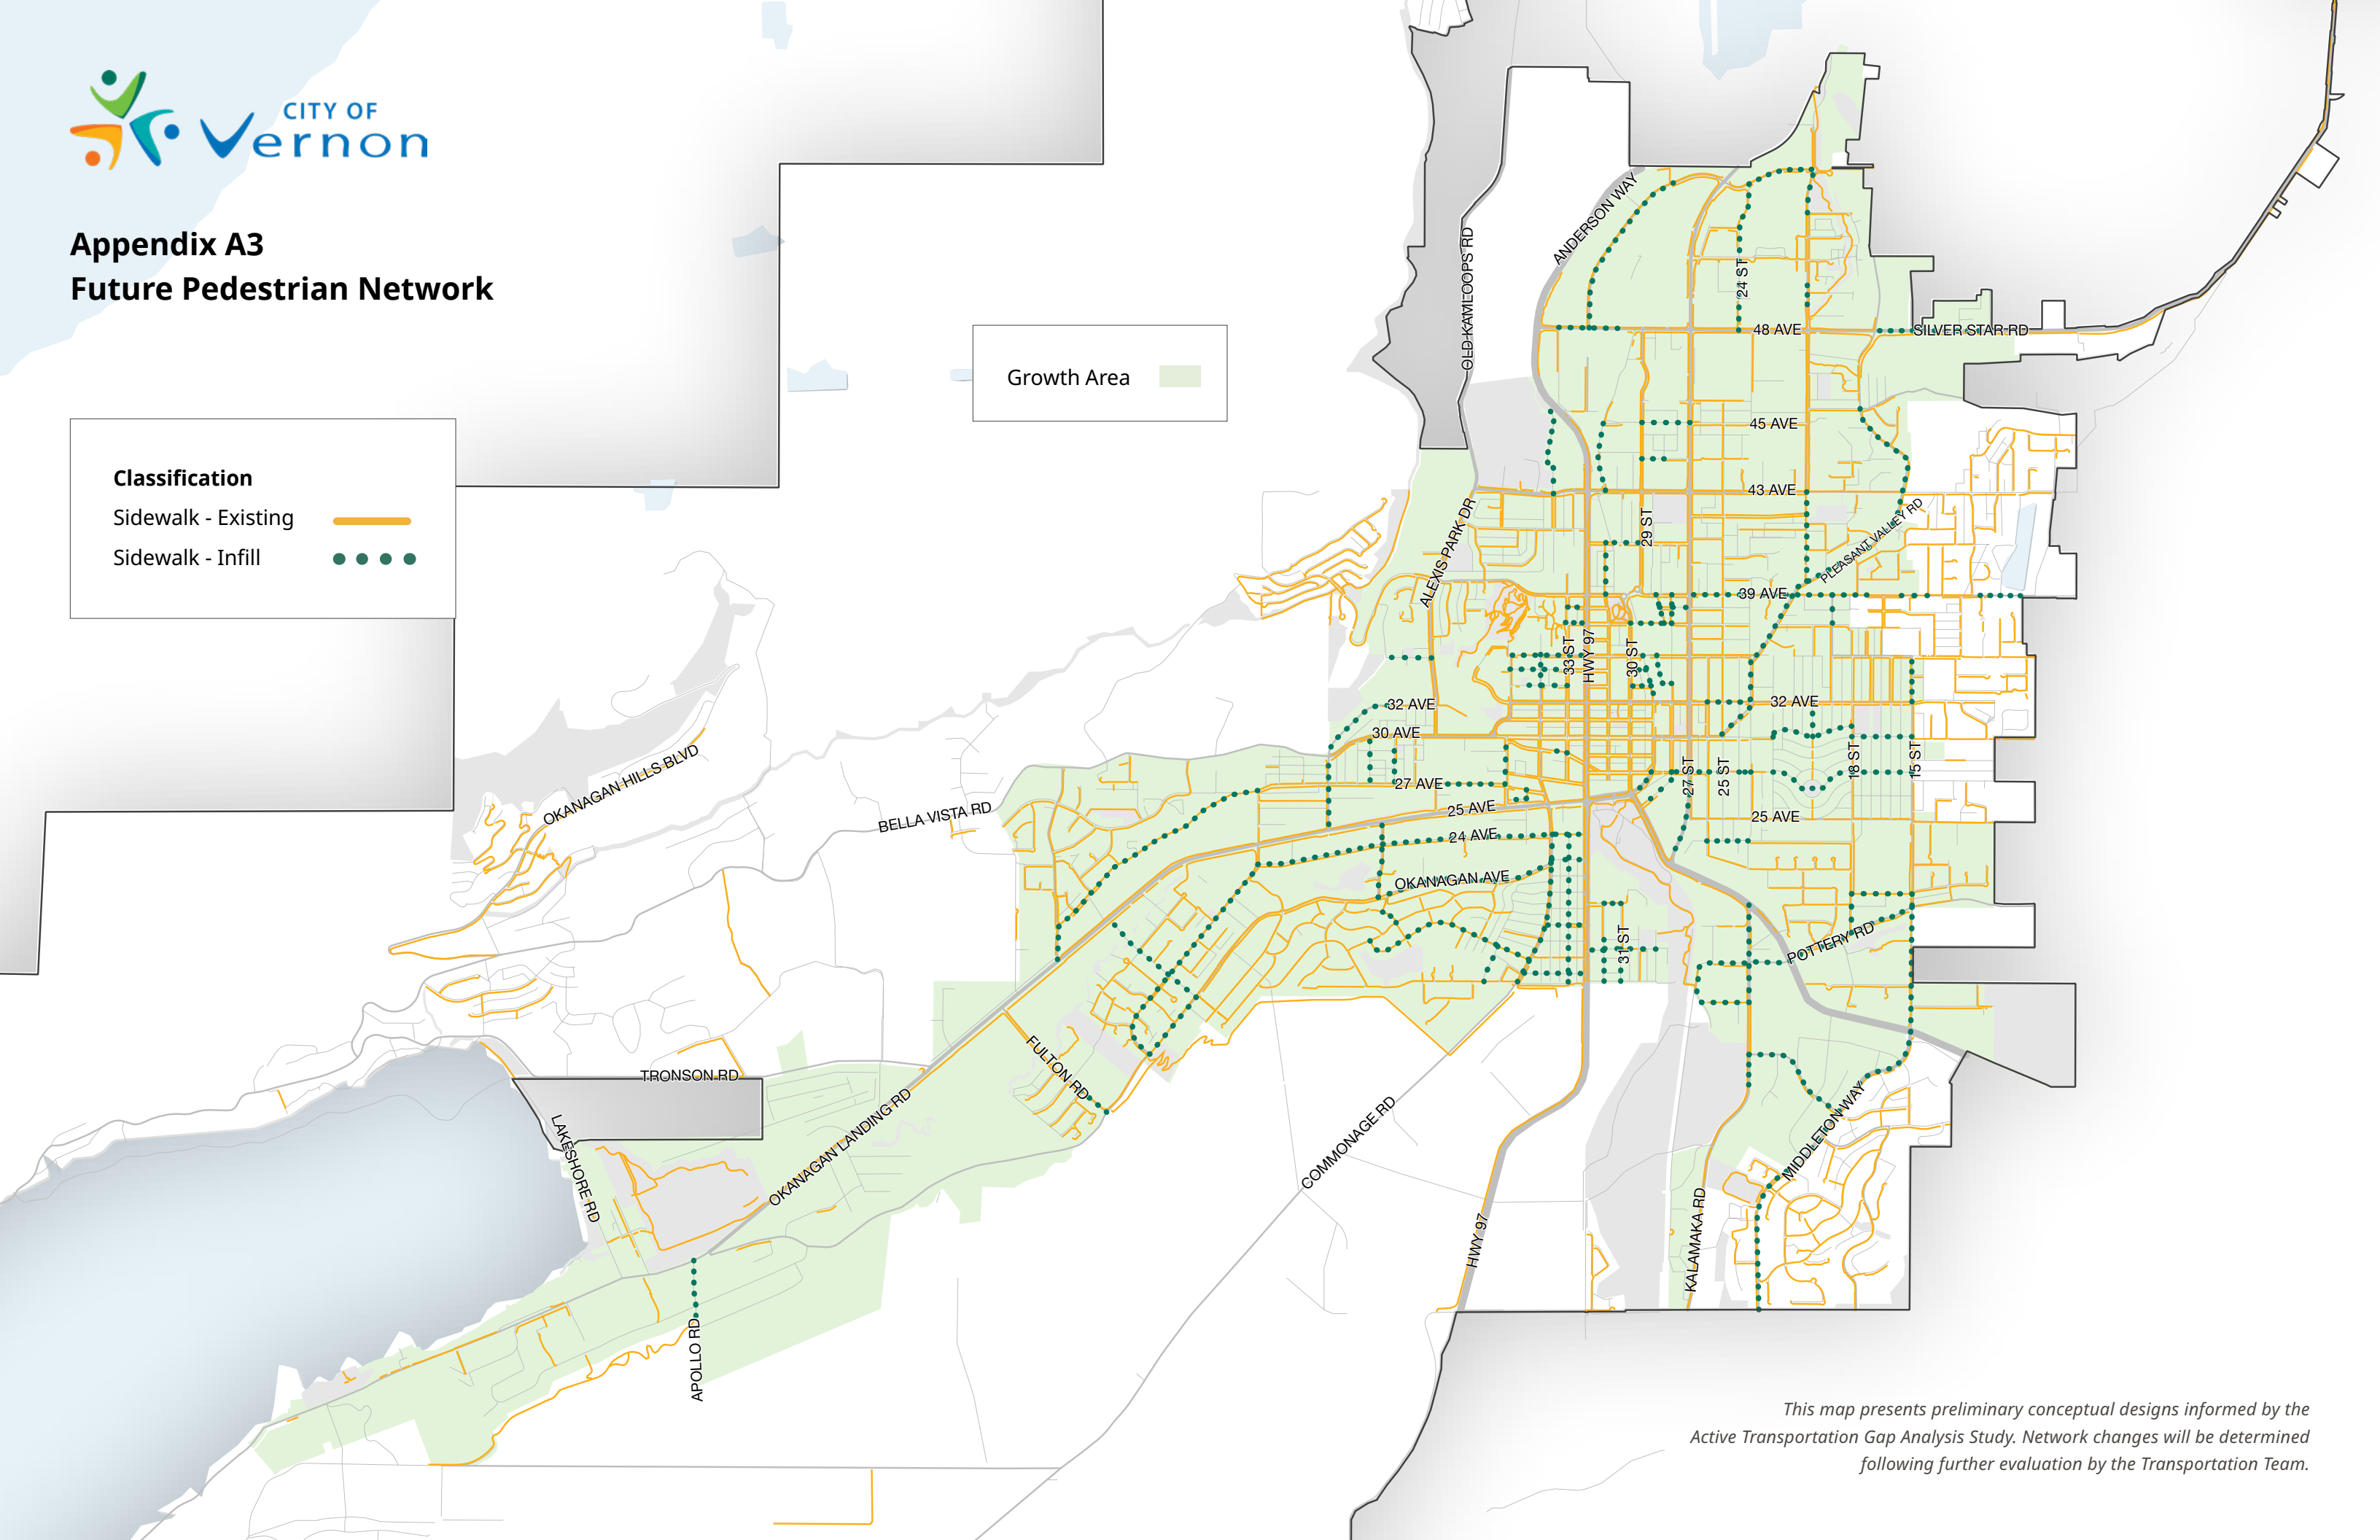 CITY OF
Vernon
Appendix A3
Future Pedestrian Network
Growth Area
Classification
Sidewalk - Existing
Sidewalk - Infill
ANDERSON WAY
OLD KAMLOOPS RD
24 ST
48 AVE
SILVER STAR RD
45 AVE
43 AVE
ALEXIS PARK DR
29 ST
PLEASANT VALLEY RD
39 AVE
33 ST
HWY 97
30 ST
32 AVE
32 AVE
30 AVE
27 AVE
27 ST
25 ST
18 ST
15 ST
OKANAGAN HILLS BLVD
BELLA VISTA RD
25 AVE
25 AVE
24 AVE
OKANAGAN AVE
31 ST
POTTERY RD
FULTON RD
TRONSON RD
LAKESHORE RD
OKANAGAN LANDING RD
COMMONAGE RD
MIDDLETON WAY
HWY 97
KALAMAKA RD
APOLLO RD
This map presents preliminary conceptual designs informed by the
Active Transportation Gap Analysis Study. Network changes will be determined
following further evaluation by the Transportation Team.